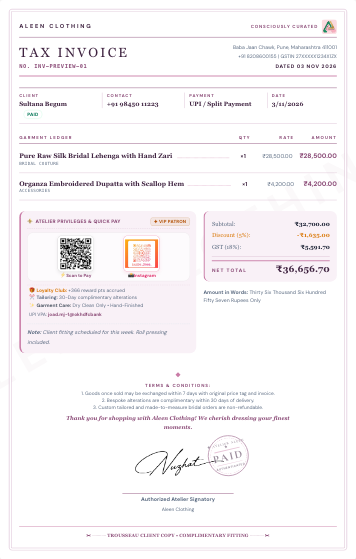 ALEEN CLOTHING
CONSCIOUSLY CURATED
TAX INVOICE
NO. INV-PREVIEW-01
Baba Jaan Chawk, Pune, Maharashtra 411001
DATED 03 NOV 2026
CLIENT
Sultana Begum
PAID
CONTACT
+91 98450 11223
PAYMENT
UPI / Split Payment
DATE
3/11/2026
GARMENT LEDGER QTY RATE AMOUNT
Pure Raw Silk Bridal Lehenga with Hand Zari ×1 ₹28,500.00 ₹28,500.00
BRIDAL COUTURE
Organza Embroidered Dupatta with Scallop Hem ×1 ₹4,200.00 ₹4,200.00
ACCESSORIES
ATELIER PRIVILEGES & QUICK PAY
VIP PATRON
Scan to Pay
Instagram
Loyalty Club: +366 reward pts accrued
Tailoring: 30-Day complimentary alterations
Garment Care: Dry Clean Only • Hand-Finished
UPI VPA:
Note: Client fitting scheduled for this week. Roll pressing
included.
Subtotal: ₹32,700.00
Discount (5%): -₹1,635.00
GST (18%): ₹5,591.70
NET TOTAL ₹36,656.70
Amount in Words: Thirty Six Thousand Six Hundred
Fifty Seven Rupees Only
TERMS & CONDITIONS:
1. Goods once sold may be exchanged within 7 days with original price tag and invoice.
2. Bespoke alterations are complimentary within 30 days of delivery.
3. Custom tailored and made-to-measure bridal orders are non-refundable.
Thank you for shopping with Aleen Clothing! We cherish dressing your finest
moments.
Nuzhat
PAID
Authorized Atelier Signatory
Aleen Clothing
TROUSSEAU CLIENT COPY • COMPLIMENTARY FITTING